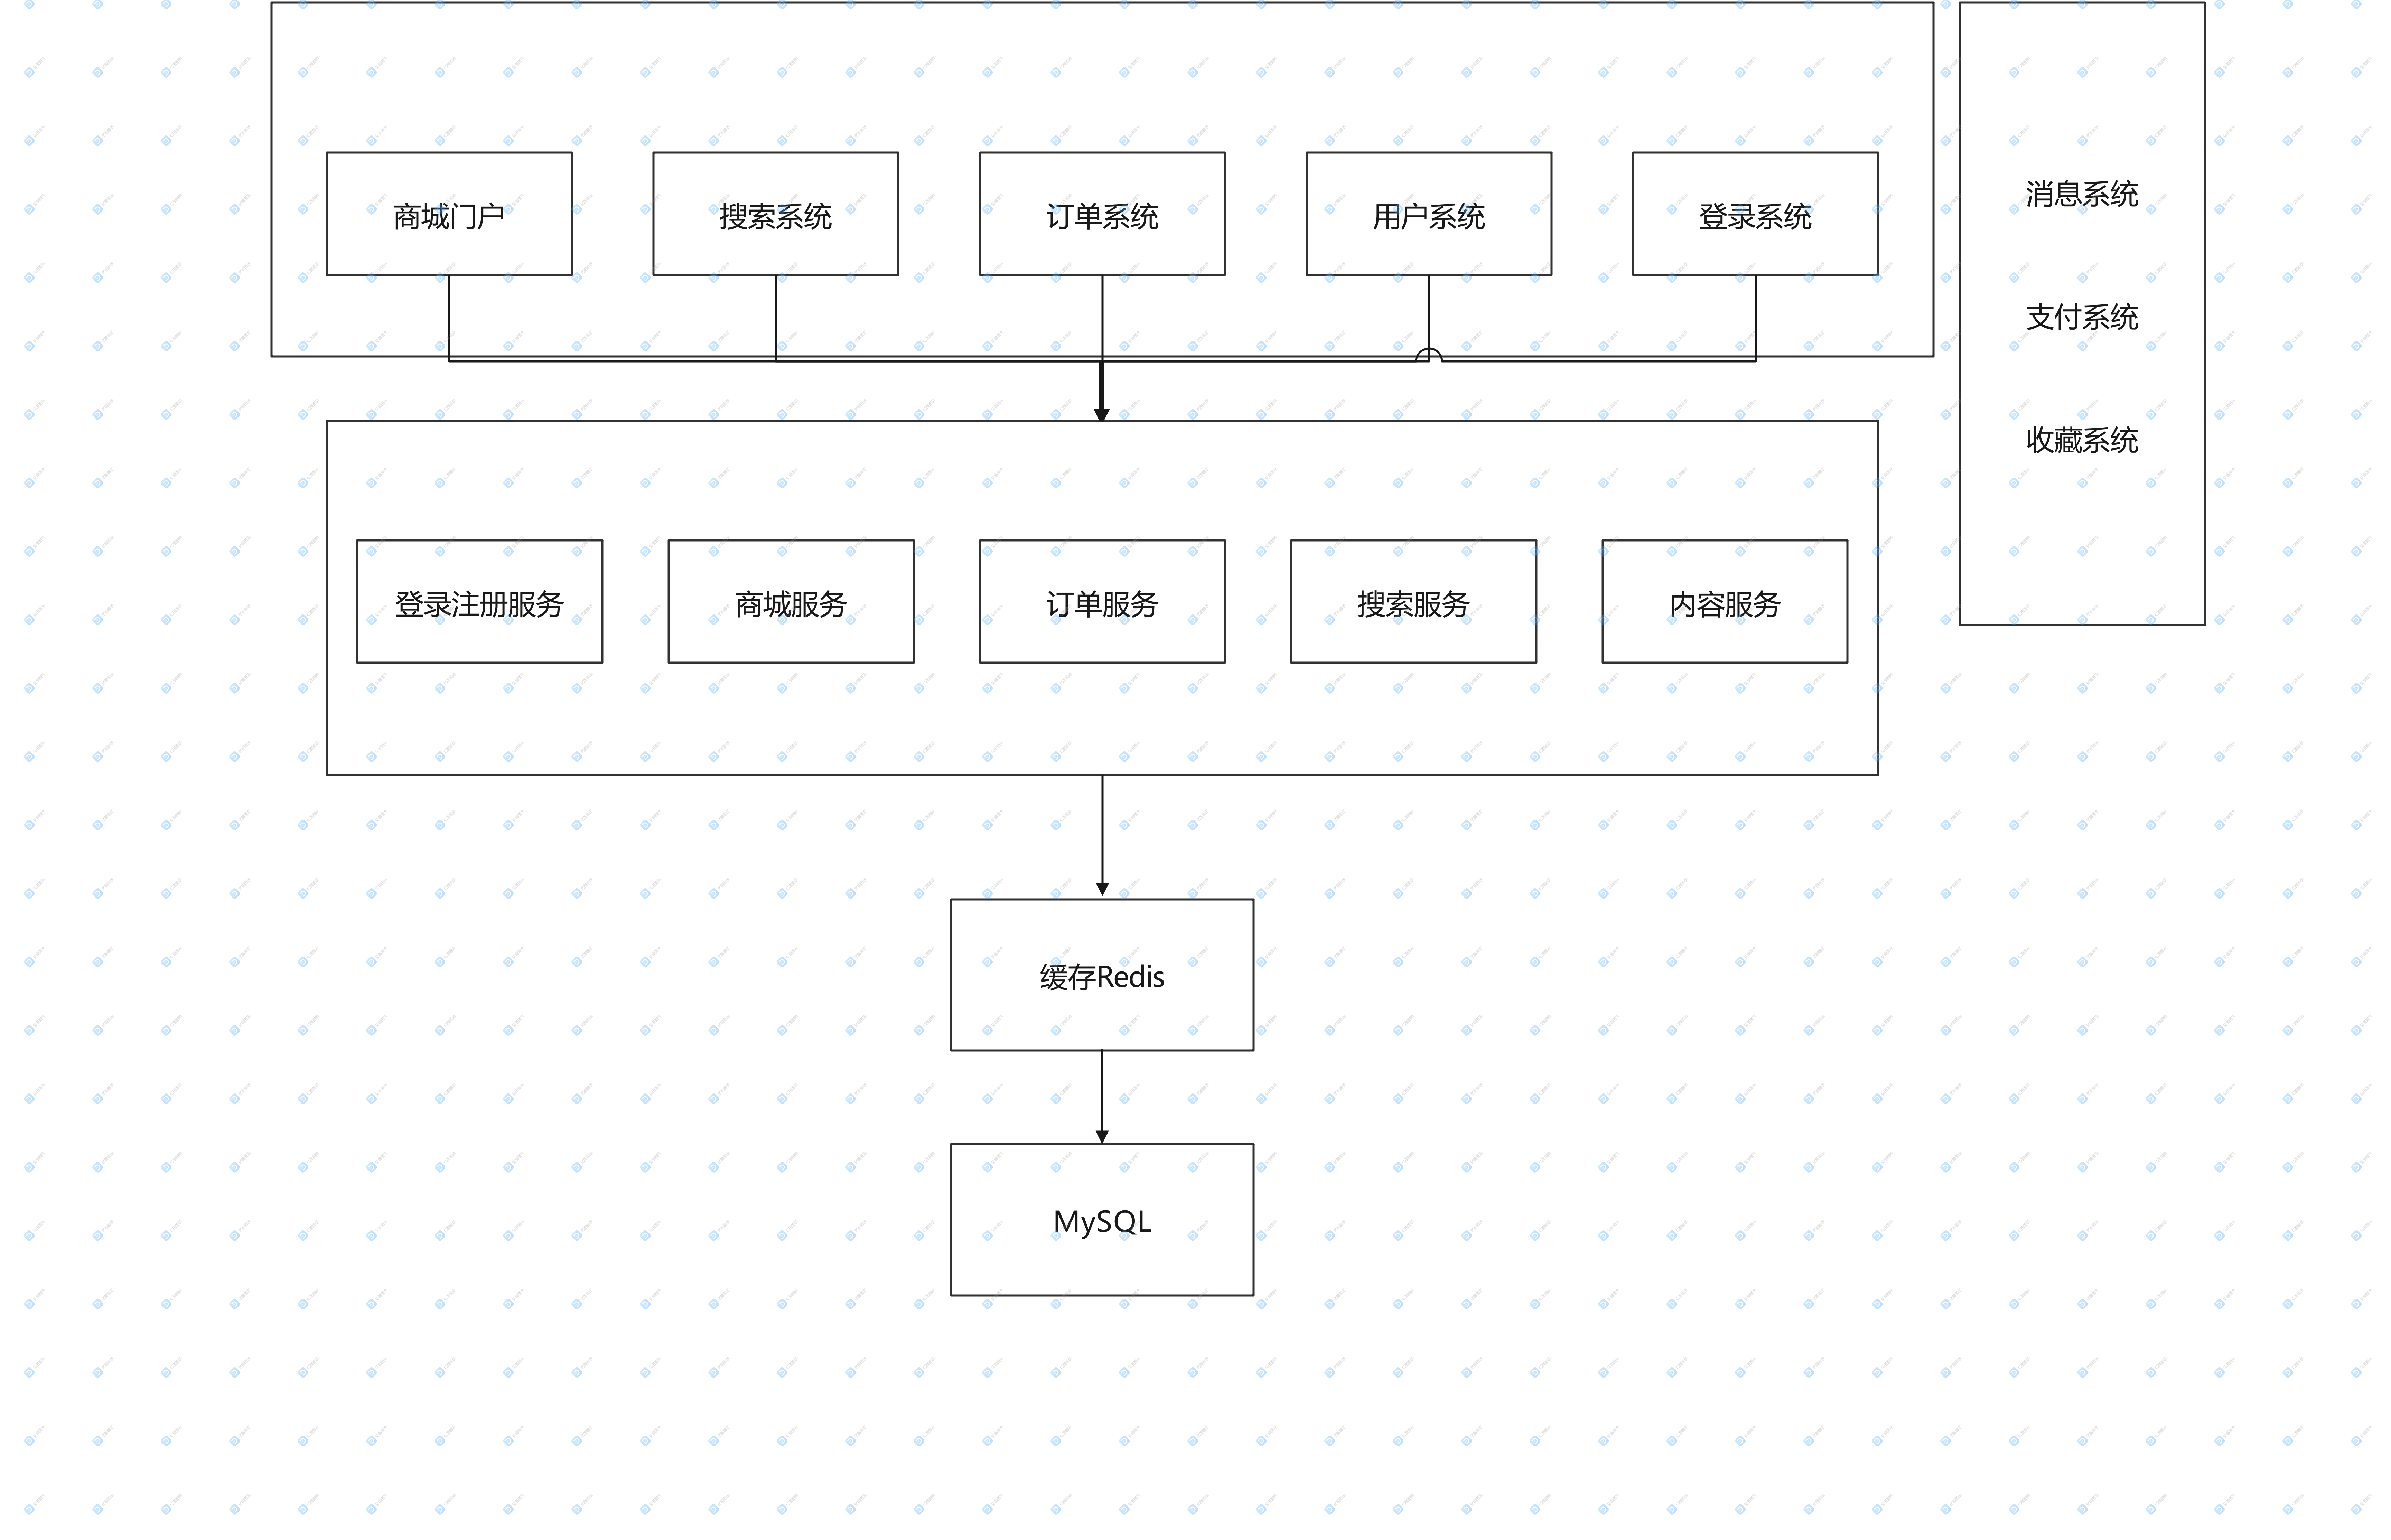 商城门户
搜索系统
订单系统
用户系统
登录系统
消息系统
支付系统
收藏系统
登录注册服务
商城服务
订单服务
搜索服务
内容服务
缓存Redis
MySQL